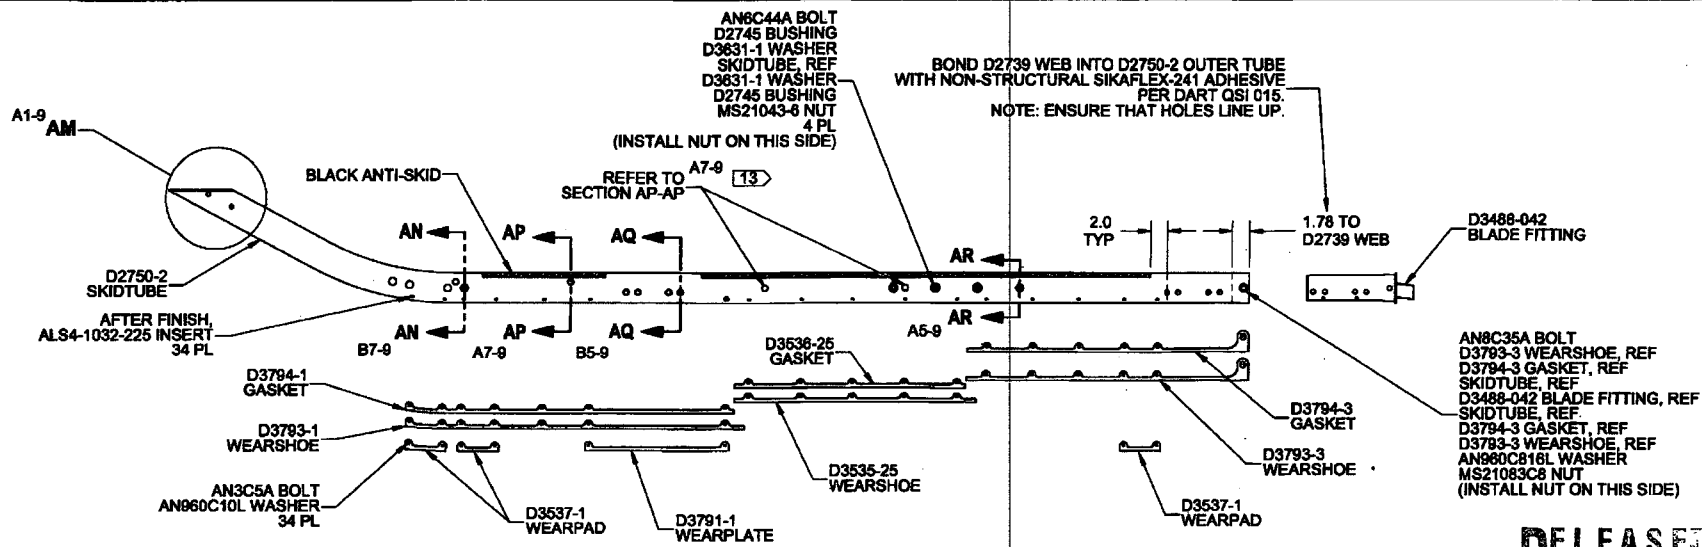 AN6C44A BOLT
D2745 BUSHING
D3631-1 WASHER
SKIDTUBE, REF
D3631-1 WASHER
D2745 BUSHING
MS21043-6 NUT
4 PL
(INSTALL NUT ON THIS SIDE)
BOND D2739 WEB INTO D2750-2 OUTER TUBE
WITH NON-STRUCTURAL SIKAFLEX-241 ADHESIVE
PER DART QSI 015.
NOTE: ENSURE THAT HOLES LINE UP.
A1-9
AM
BLACK ANTI-SKID
REFER TO
SECTION AP-AP
A7-9
13
AN
AP
AQ
AR
2.0
TYP
1.78 TO
D2739 WEB
D3488-042
BLADE FITTING
D2750-2
SKIDTUBE
AFTER FINISH,
ALS4-1032-225 INSERT
34 PL
AN
AP
AQ
AR
B7-9
A7-9
B5-9
A5-9
D3794-1
GASKET
D3793-1
WEARSHOE
AN3C5A BOLT
AN960C10L WASHER
34 PL
D3537-1
WEARPAD
D3791-1
WEARPLATE
D3536-25
GASKET
D3535-25
WEARSHOE
D3794-3
GASKET
D3793-3
WEARSHOE
D3537-1
WEARPAD
AN8C35A BOLT
D3793-3 WEARSHOE, REF
D3794-3 GASKET, REF
SKIDTUBE, REF
D3488-042 BLADE FITTING, REF
SKIDTUBE, REF
D3794-3 GASKET, REF
D3793-3 WEARSHOE, REF
AN960C816L WASHER
MS21083C8 NUT
(INSTALL NUT ON THIS SIDE)